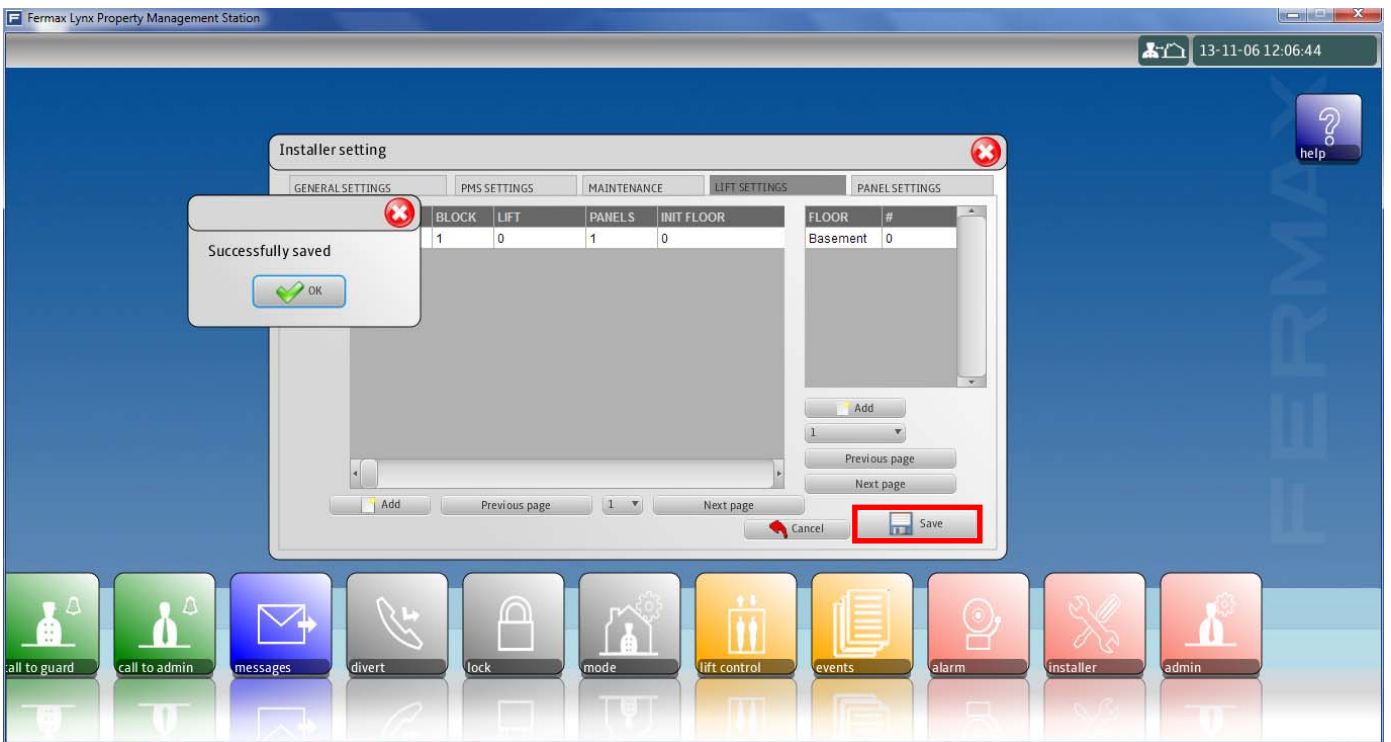 Fermax Lynx Property Management Station
13-11-06 12:06:44
help
FERMAX
Installer setting
GENERAL SETTINGS PMS SETTINGS MAINTENANCE LIFT SETTINGS PANEL SETTINGS
BLOCK LIFT PANELS INIT FLOOR FLOOR #
1 0 1 0 Basement 0
Successfully saved
OK
Add
1
Previous page
Next page
Add Previous page 1 Next page
Cancel Save
call to guard call to admin messages divert lock mode lift control events alarm installer admin